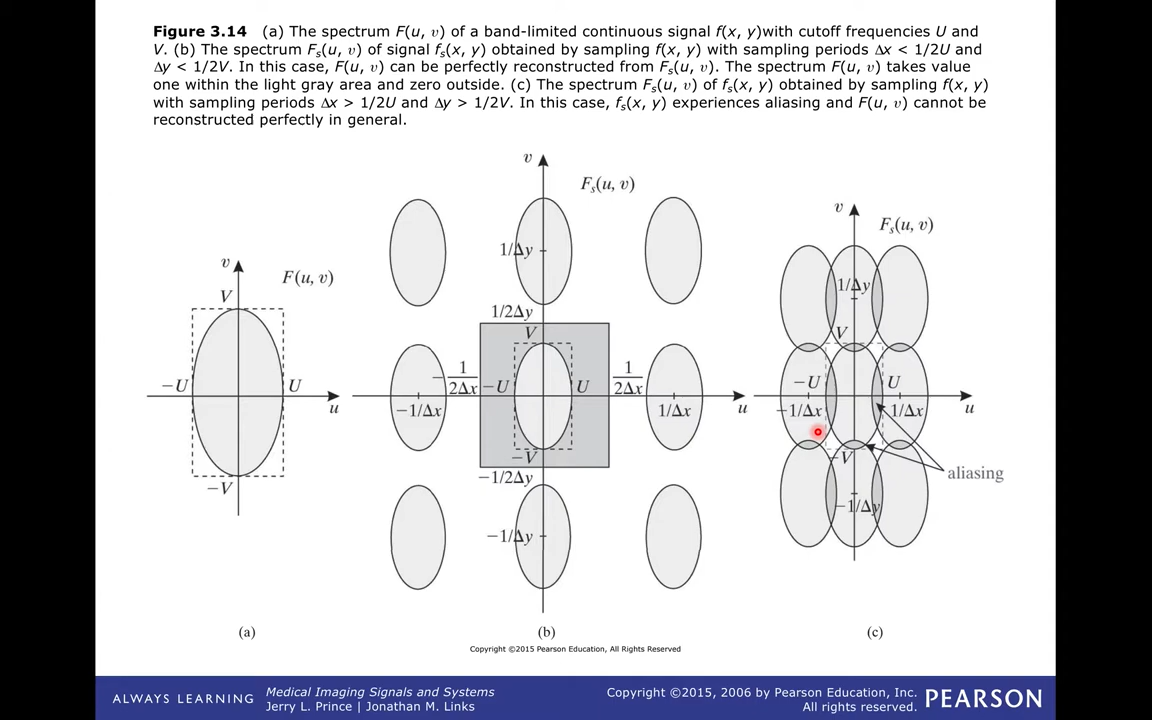 Figure 3.14 (a) The spectrum F(u, v) of a band-limited continuous signal f(x, y)with cutoff frequencies U and
V. (b) The spectrum Fₛ(u, v) of signal fₛ(x, y) obtained by sampling f(x, y) with sampling periods Δx < 1/2U and
Δy < 1/2V. In this case, F(u, v) can be perfectly reconstructed from Fₛ(u, v). The spectrum F(u, v) takes value
one within the light gray area and zero outside. (c) The spectrum Fₛ(u, v) of fₛ(x, y) obtained by sampling f(x, y)
with sampling periods Δx > 1/2U and Δy > 1/2V. In this case, fₛ(x, y) experiences aliasing and F(u, v) cannot be
reconstructed perfectly in general.
v
F(u, v)
V
−U
U
u
−V
(a)
v
Fₛ(u, v)
1/Δy
1/2Δy
V
−1/2Δx
−U
U
1/2Δx
−1/Δx
1/Δx
u
−V
−1/2Δy
−1/Δy
(b)
v
Fₛ(u, v)
1/Δy
V
−U
U
−1/Δx
1/Δx
u
−V
aliasing
−1/Δy
(c)
Copyright ©2015 Pearson Education, All Rights Reserved
ALWAYS LEARNING
Medical Imaging Signals and Systems
Jerry L. Prince | Jonathan M. Links
Copyright ©2015, 2006 by Pearson Education, Inc.
All rights reserved.
PEARSON